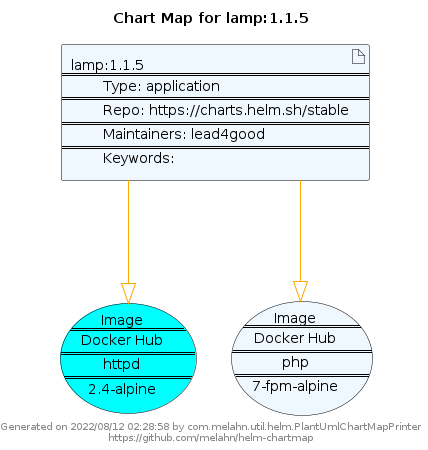 Chart Map for lamp:1.1.5
lamp:1.1.5
Type: application
Repo: https://charts.helm.sh/stable
Maintainers: lead4good
Keywords:
Image
Docker Hub
httpd
2.4-alpine
Image
Docker Hub
php
7-fpm-alpine
Generated on 2022/08/12 02:28:58 by com.melahn.util.helm.PlantUmlChartMapPrinter
https://github.com/melahn/helm-chartmap